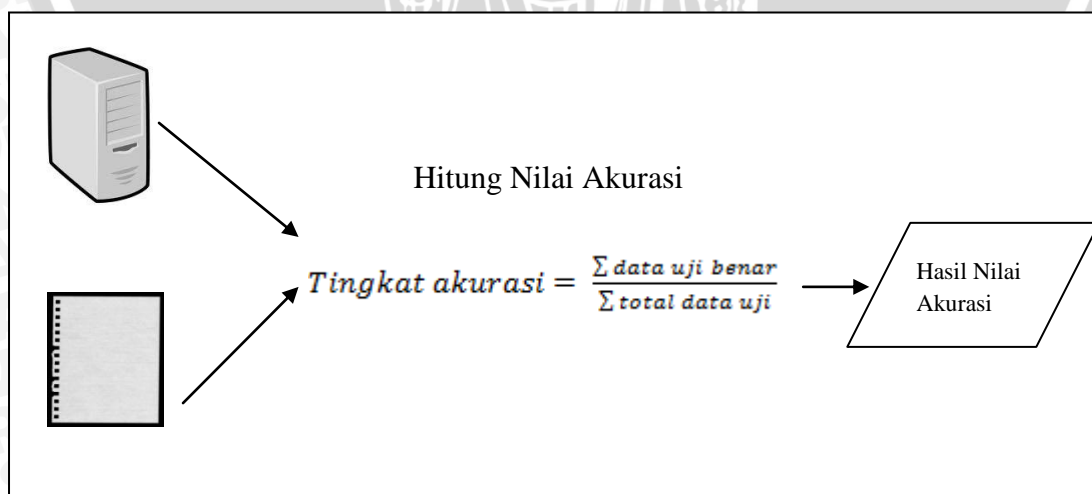 Hitung Nilai Akurasi
Tingkat akurasi = ∑ data uji benar / ∑ total data uji
Hasil Nilai
Akurasi